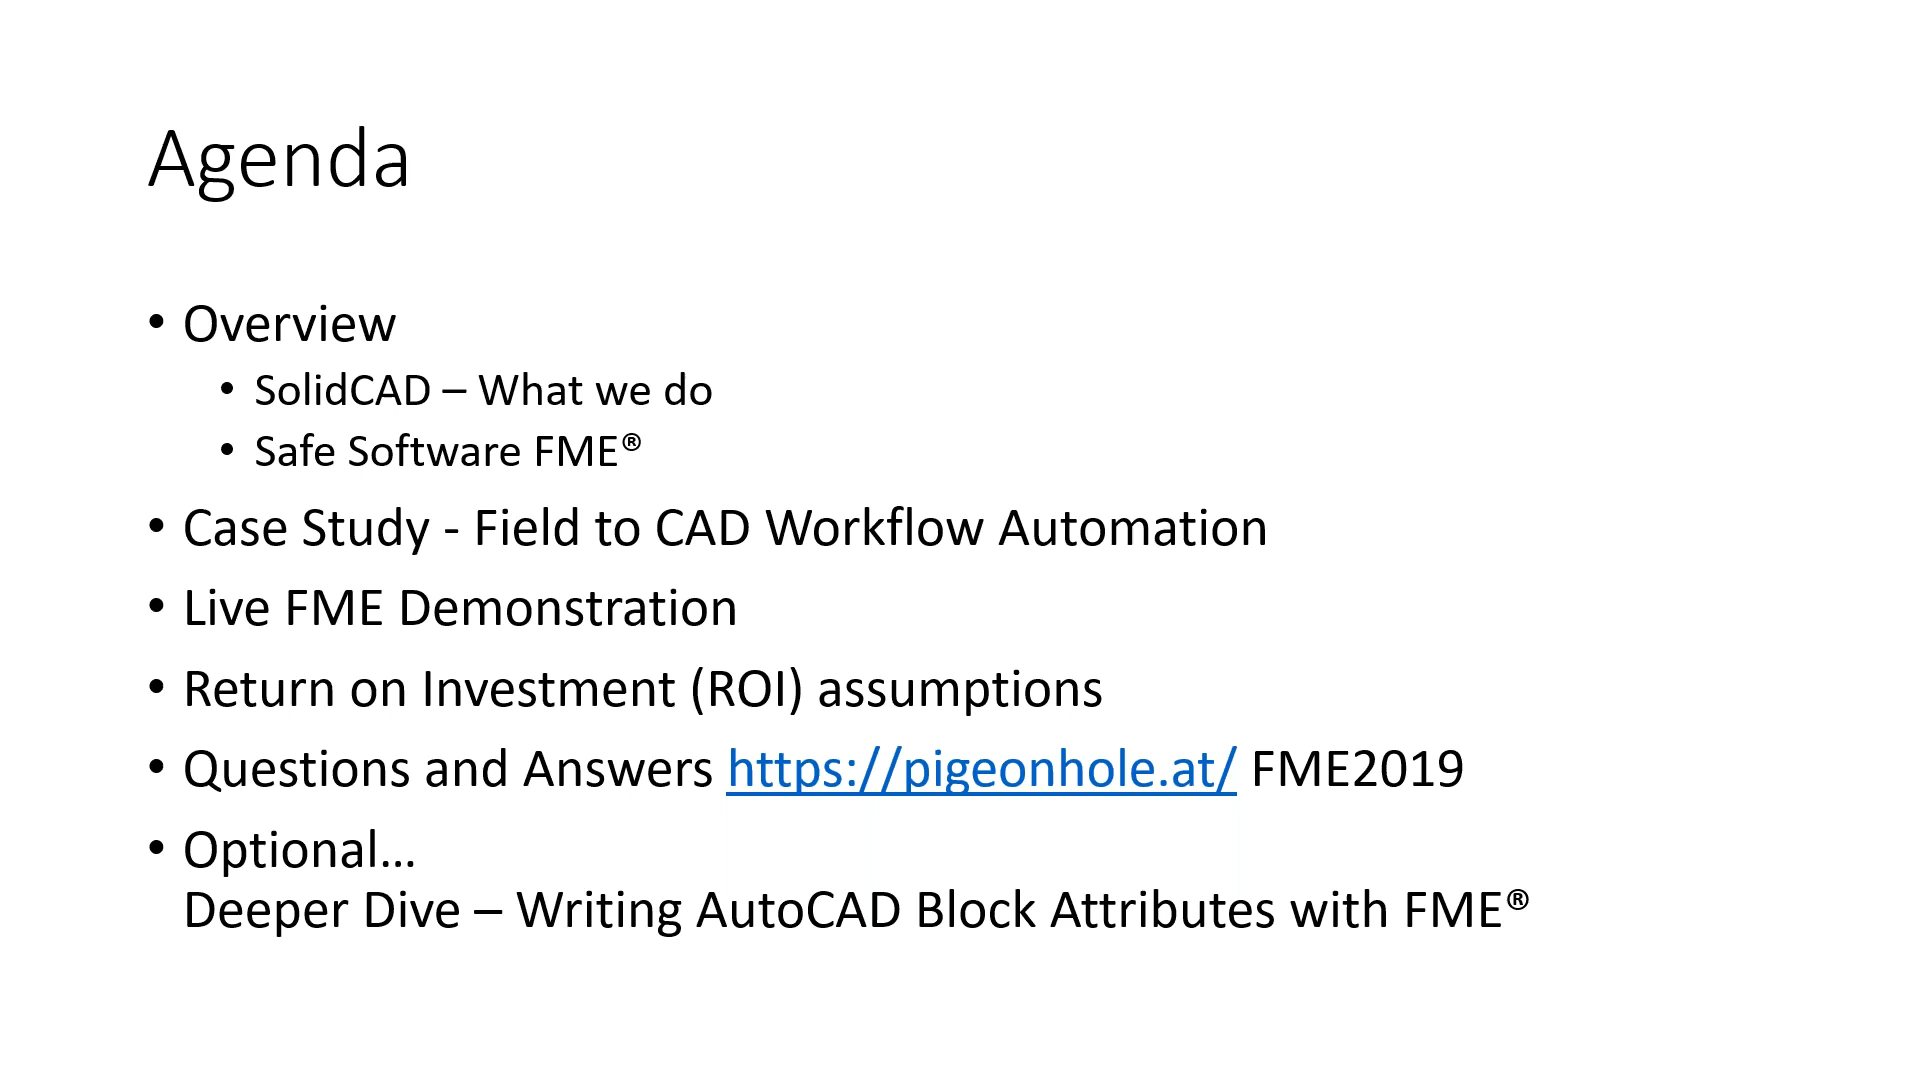 Agenda
• Overview
• SolidCAD – What we do
• Safe Software FME®
• Case Study - Field to CAD Workflow Automation
• Live FME Demonstration
• Return on Investment (ROI) assumptions
• Questions and Answers https://pigeonhole.at/ FME2019
• Optional…
Deeper Dive – Writing AutoCAD Block Attributes with FME®